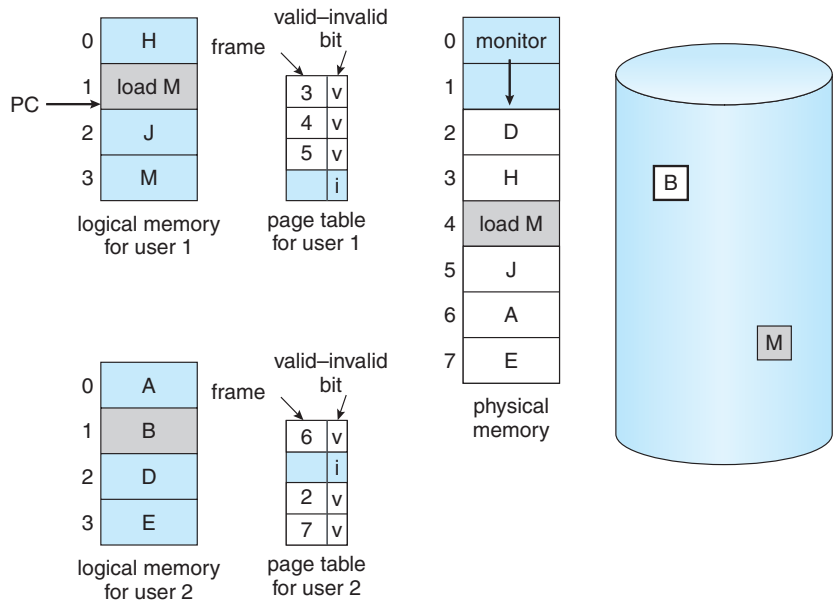 valid–invalid
bit
frame
0 H
1 load M
PC
2 J
3 M
3 v
4 v
5 v
i
logical memory
for user 1
page table
for user 1
0 monitor
1
2 D
3 H
4 load M
5 J
6 A
7 E
physical
memory
B
M
valid–invalid
bit
frame
0 A
1 B
2 D
3 E
6 v
i
2 v
7 v
logical memory
for user 2
page table
for user 2